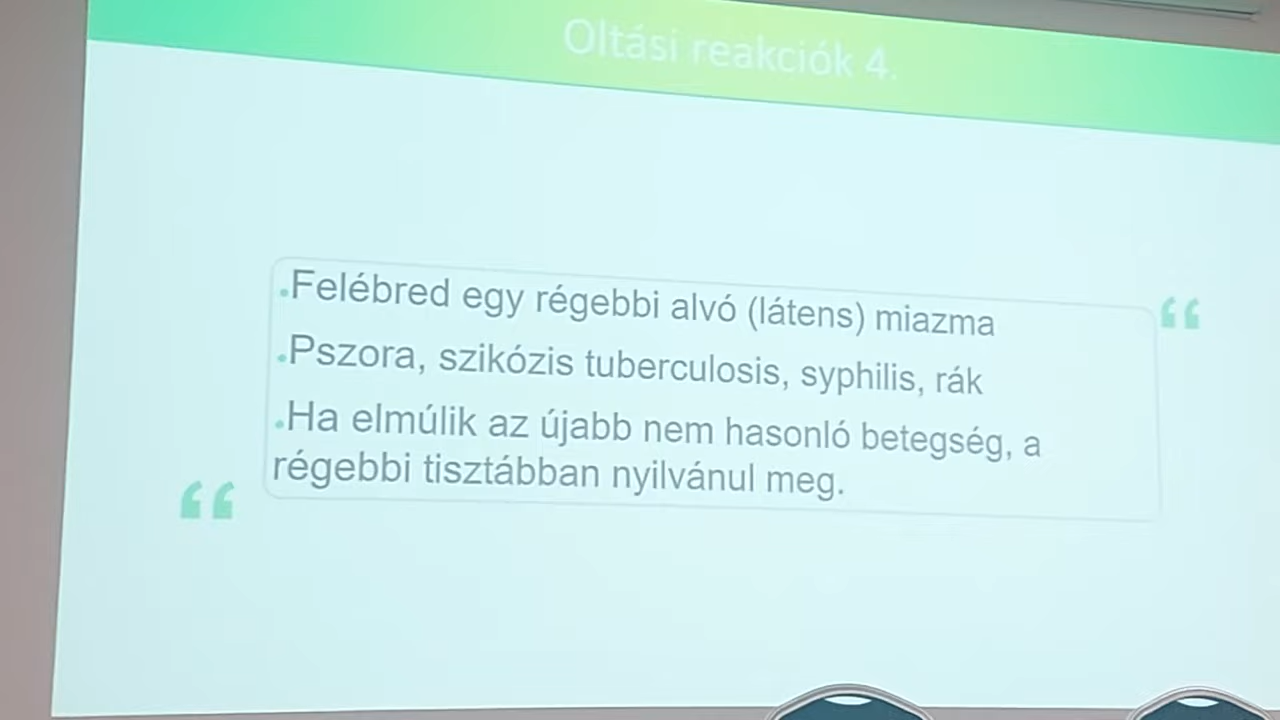 Oltási reakciók 4.
.Felébred egy régebbi alvó (látens) miazma
.Pszora, szikózis tuberculosis, syphilis, rák
.Ha elmúlik az újabb nem hasonló betegség, a
régebbi tisztábban nyilvánul meg.